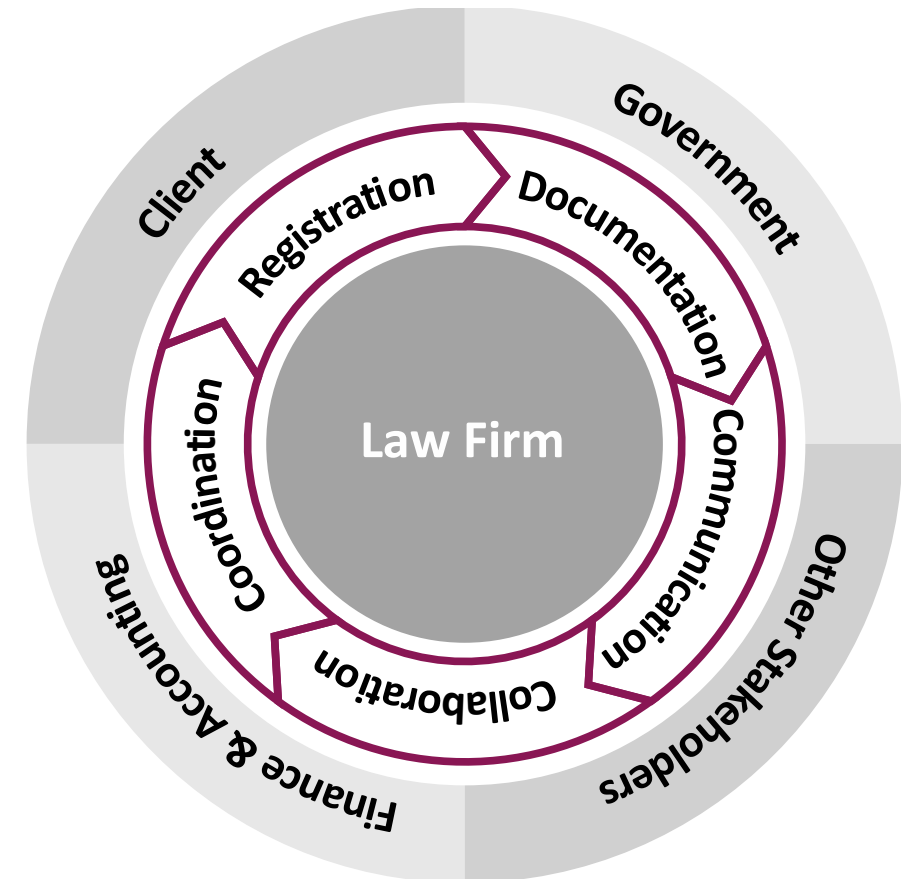 Client
Government
Other Stakeholders
Finance & Accounting
Registration
Documentation
Communication
Collaboration
Coordination
Law Firm